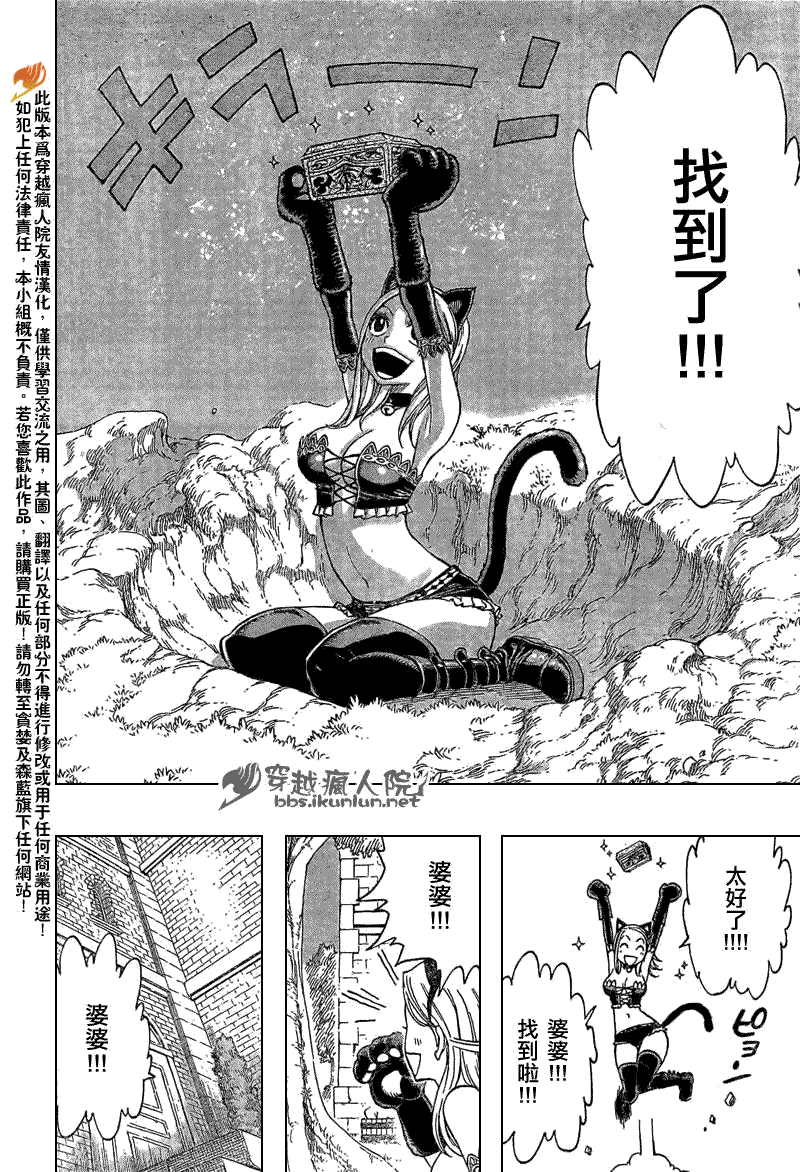 找到了!!!
キラーン
太好了!!!!
婆婆!!!
找到啦!!!
ピョーン
婆婆!!!
婆婆!!!
穿越瘋人院
bbs.ikunlun.net
此版本爲穿越瘋人院友情漢化，僅供學習交流之用，其圖、翻譯以及任何部分不得進行修改或用于任何商業用途！
如犯上任何法律責任，本小組概不負責。若您喜歡此作品，請購買正版！請勿轉至貪婪及森藍旗下任何網站！